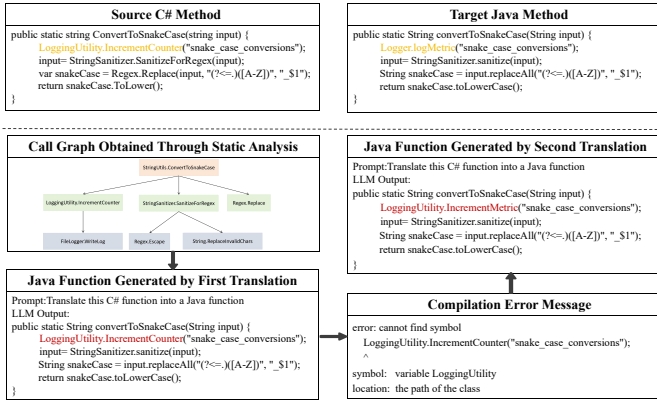 Source C# Method
public static string ConvertToSnakeCase(string input) {
LoggingUtility.IncrementCounter("snake_case_conversions");
input= StringSanitizer.SanitizeForRegex(input);
var snakeCase = Regex.Replace(input, "(?<=.)([A-Z])", "_$1");
return snakeCase.ToLower();
}
Target Java Method
public static String convertToSnakeCase(String input) {
Logger.logMetric("snake_case_conversions");
input= StringSanitizer.sanitize(input);
String snakeCase = input.replaceAll("(?<=.)([A-Z])", "_$1");
return snakeCase.toLowerCase();
}
Call Graph Obtained Through Static Analysis
StringUtils.ConvertToSnakeCase
LoggingUtility.IncrementCounter
StringSanitizer.SanitizeForRegex
Regex.Replace
FileLogger.WriteLog
Regex.Escape
String.ReplaceInvalidChars
Java Function Generated by First Translation
Prompt:Translate this C# function into a Java function
LLM Output:
public static String convertToSnakeCase(String input) {
LoggingUtility.IncrementCounter("snake_case_conversions");
input= StringSanitizer.sanitize(input);
String snakeCase = input.replaceAll("(?<=.)([A-Z])", "_$1");
return snakeCase.toLowerCase();
}
Java Function Generated by Second Translation
Prompt:Translate this C# function into a Java function
LLM Output:
public static String convertToSnakeCase(String input) {
LoggingUtility.IncrementMetric("snake_case_conversions");
input= StringSanitizer.sanitize(input);
String snakeCase = input.replaceAll("(?<=.)([A-Z])", "_$1");
return snakeCase.toLowerCase();
}
Compilation Error Message
error: cannot find symbol
LoggingUtility.IncrementCounter("snake_case_conversions");
^
symbol: variable LoggingUtility
location: the path of the class